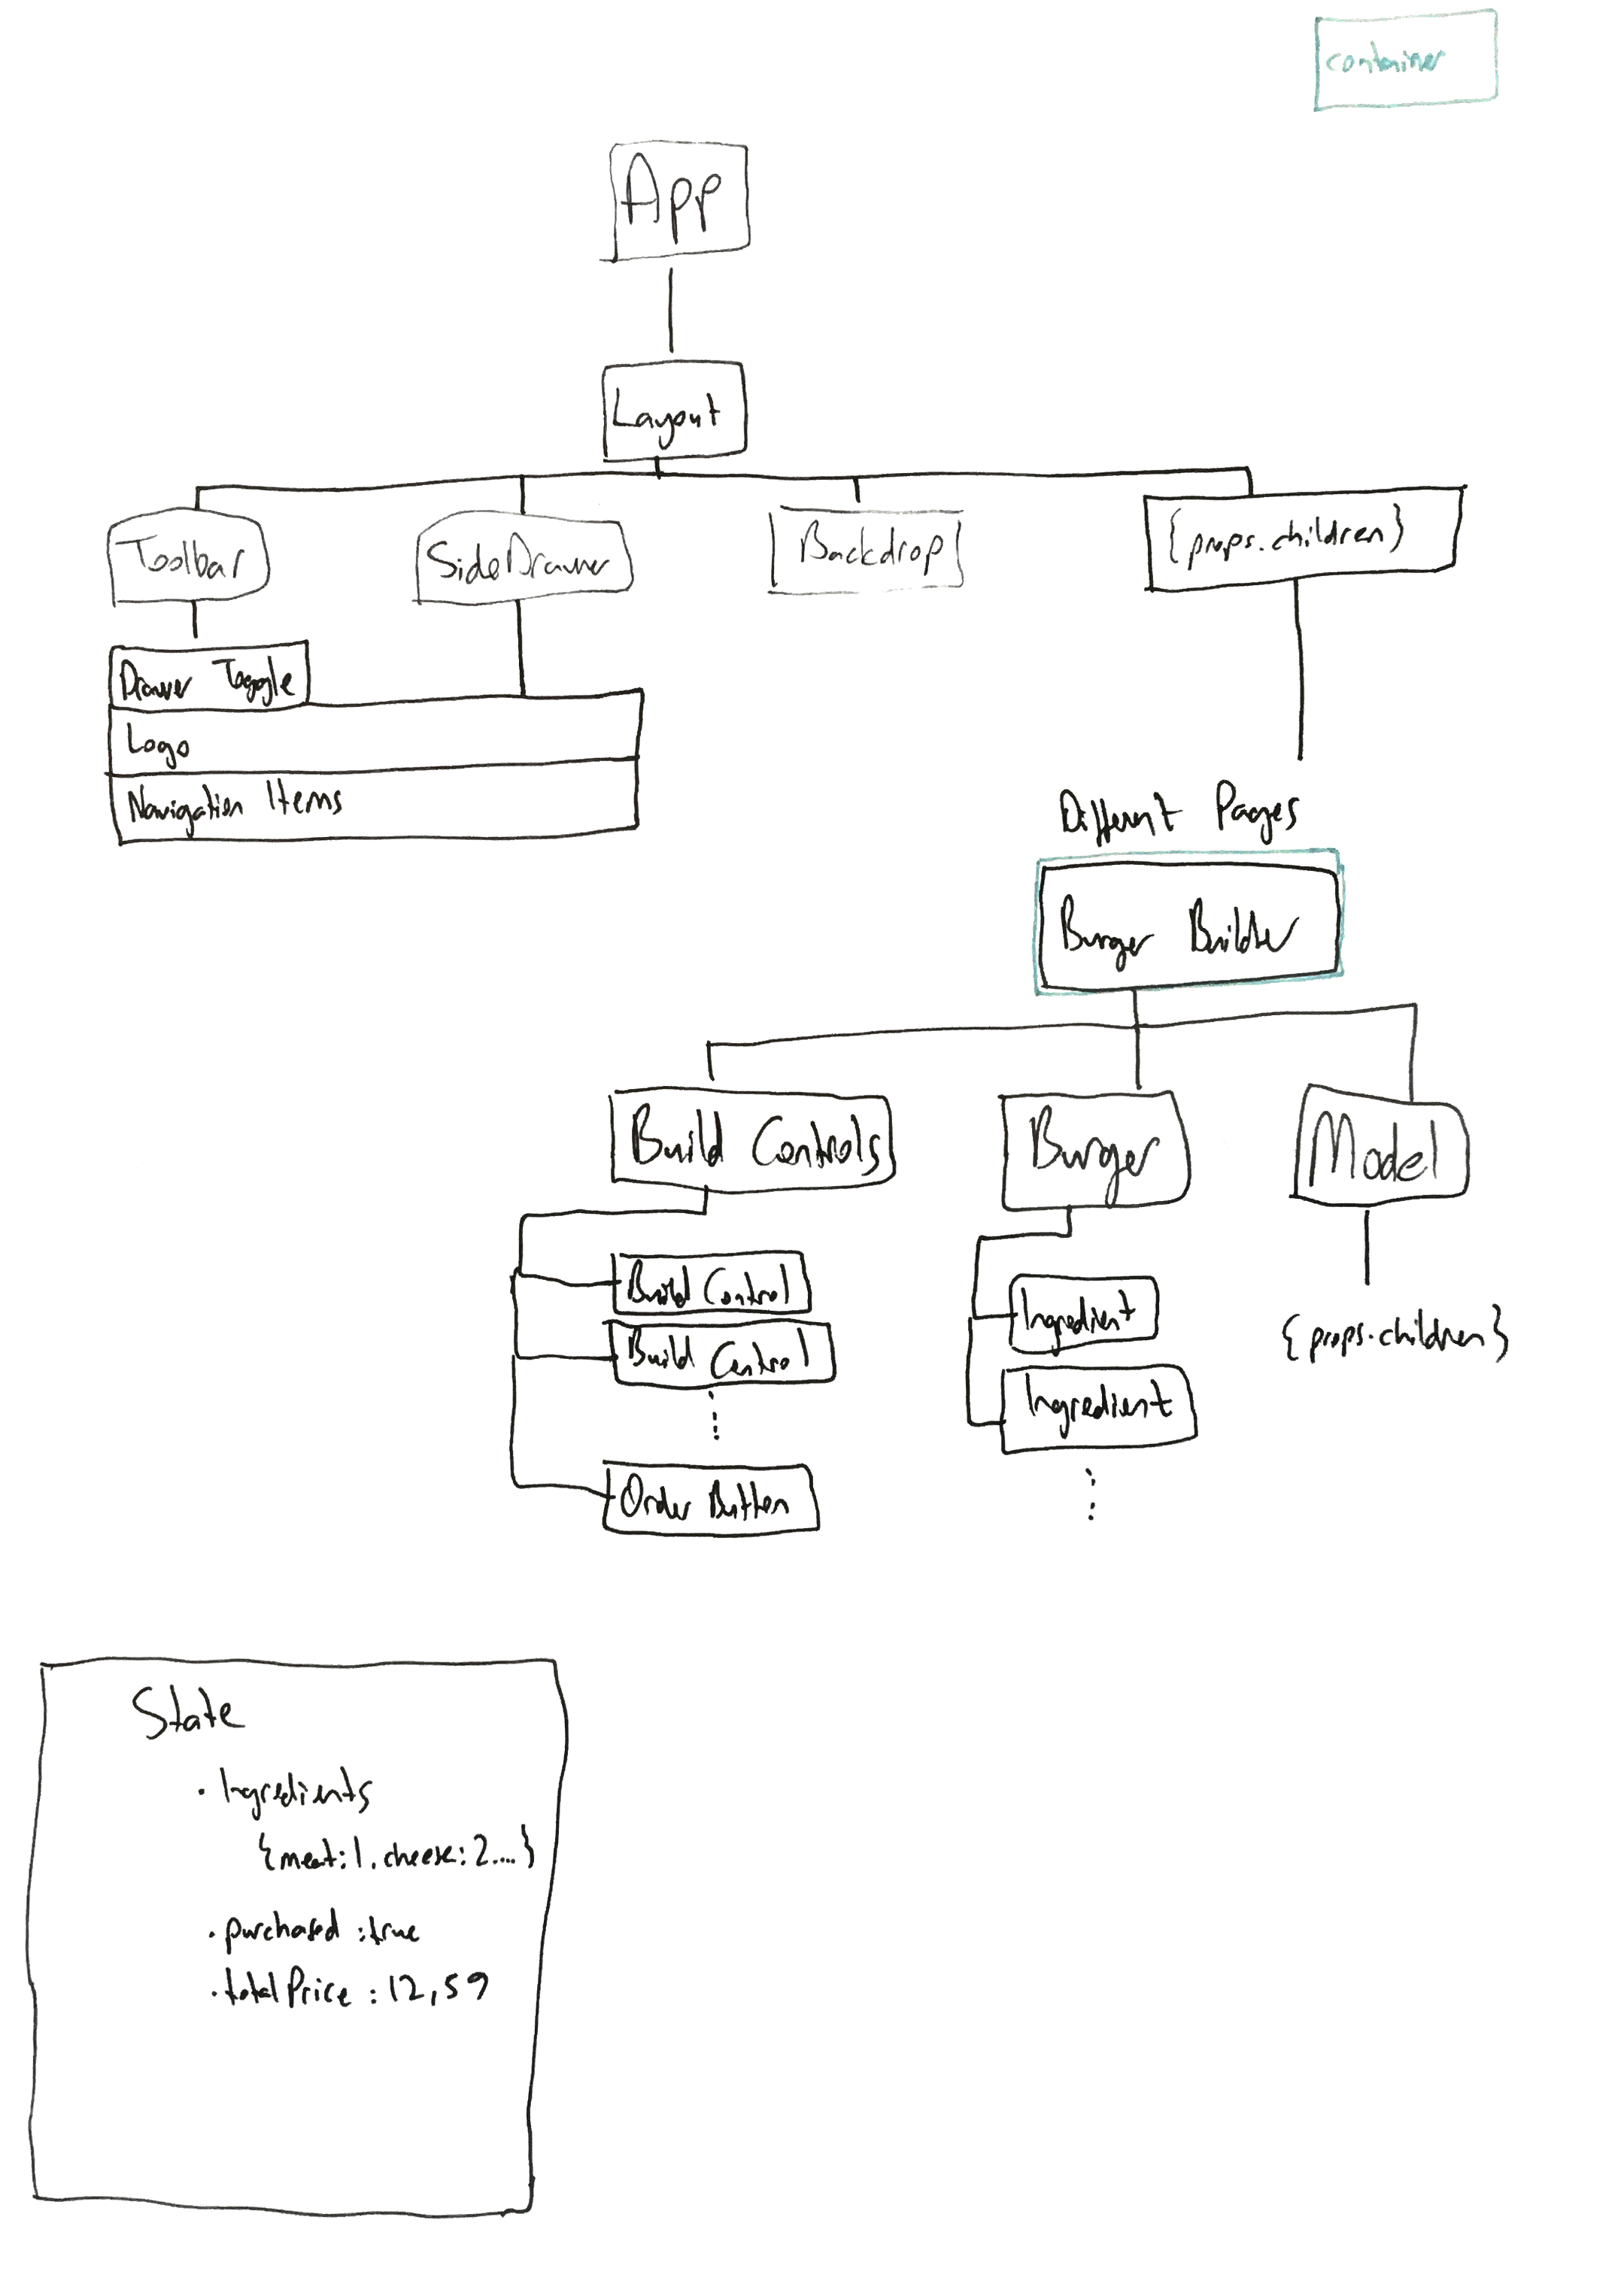 container
App
Layout
Toolbar
SideDrawer
Backdrop
{props.children}
Drawer Toggle
Logo
Navigation Items
Different Pages
Burger Builder
Build Controls
Burger
Model
Build Control
Build Control
Order Button
Ingredient
Ingredient
{props.children}
State
· Ingredients
{meat:1, cheese:2...}
· purchased :true
· totalPrice : 12,59